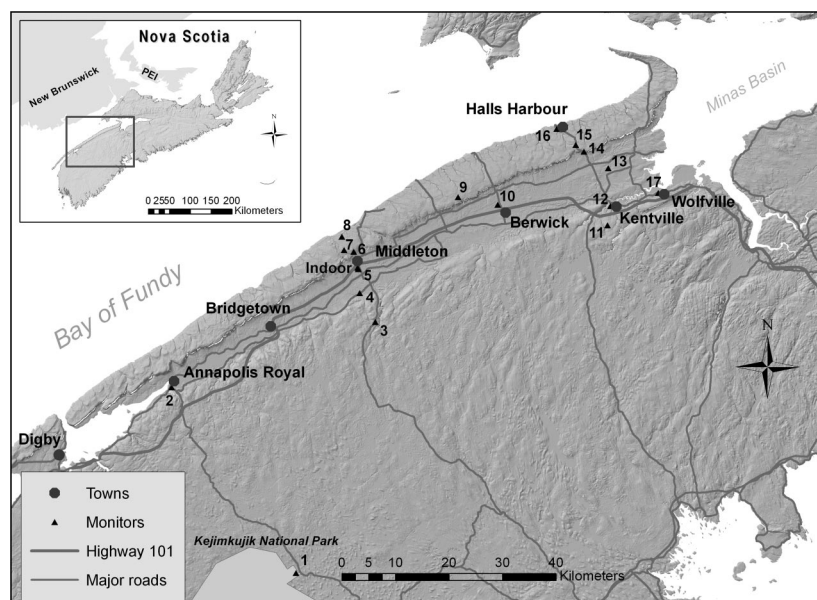 Nova Scotia
New Brunswick
PEI
N
0 25 50 100 150 200
Kilometers
Halls Harbour
Minas Basin
16
15
14
13
17
9
10
12
Wolfville
Kentville
Berwick
11
8
7
6
Middleton
Indoor
5
Bay of Fundy
4
Bridgetown
3
N
Annapolis Royal
2
Digby
Towns
Monitors
Highway 101
Major roads
Kejimkujik National Park
1
0 5 10 20 30 40
Kilometers